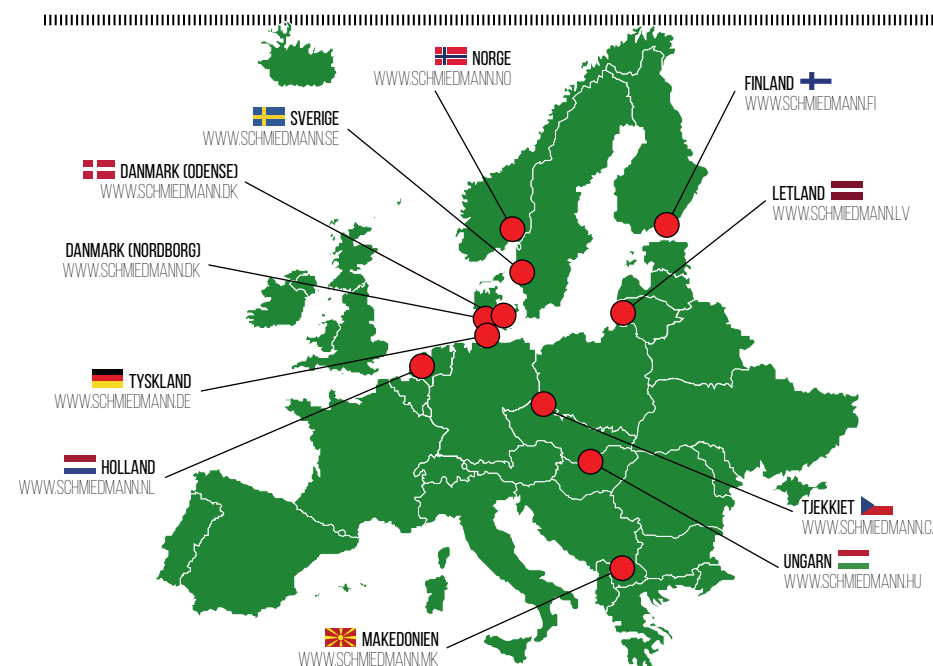 NORGE
WWW.SCHMIEDMANN.NO
FINLAND
WWW.SCHMIEDMANN.FI
SVERIGE
WWW.SCHMIEDMANN.SE
DANMARK (ODENSE)
WWW.SCHMIEDMANN.DK
LETLAND
WWW.SCHMIEDMANN.LV
DANMARK (NORDBORG)
WWW.SCHMIEDMANN.DK
TYSKLAND
WWW.SCHMIEDMANN.DE
HOLLAND
WWW.SCHMIEDMANN.NL
TJEKKIET
WWW.SCHMIEDMANN.C
UNGARN
WWW.SCHMIEDMANN.HU
MAKEDONIEN
WWW.SCHMIEDMANN.MK